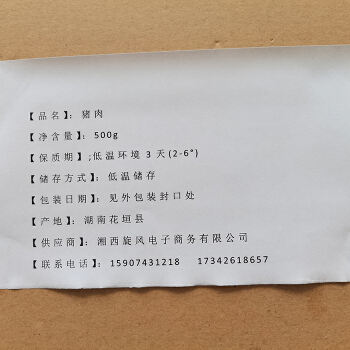 【品名】：猪肉
【净含量】：500g
【保质期】;低温环境 3 天(2-6°)
【储存方式】：低温储存
【包装日期】：见外包装封口处
【产地】：湖南花垣县
【供应商】：湘西旋风电子商务有限公司
【联系电话】：15907431218 17342618657